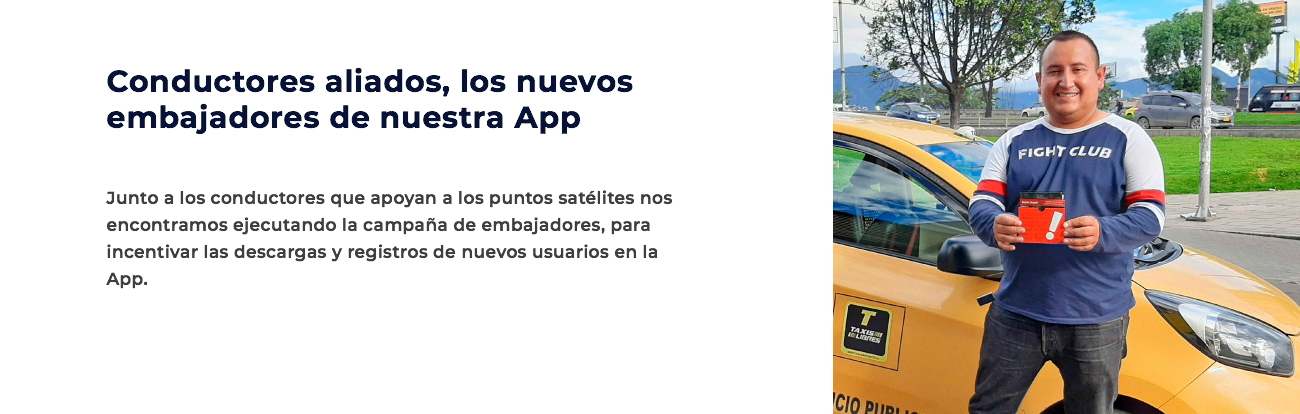 Conductores aliados, los nuevos
embajadores de nuestra App
Junto a los conductores que apoyan a los puntos satélites nos
encontramos ejecutando la campaña de embajadores, para
incentivar las descargas y registros de nuevos usuarios en la
App.
FIGHT CLUB
!
T
TAXIS
LIBRES
ICIO PUBLIC